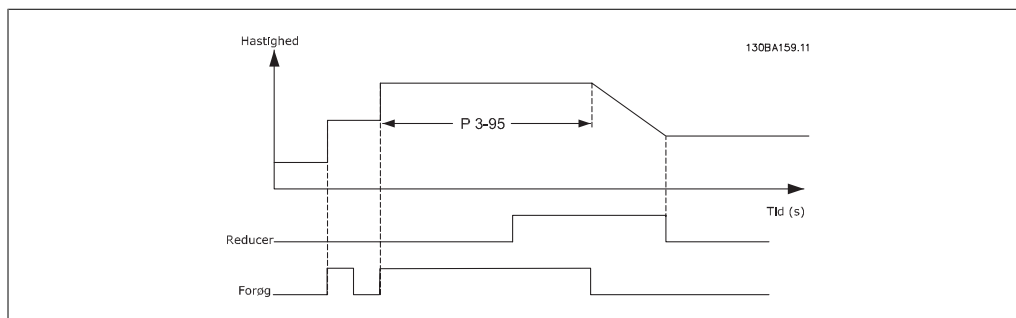 Hastighed
130BA159.11
P 3-95
Tid (s)
Reducer
Forøg